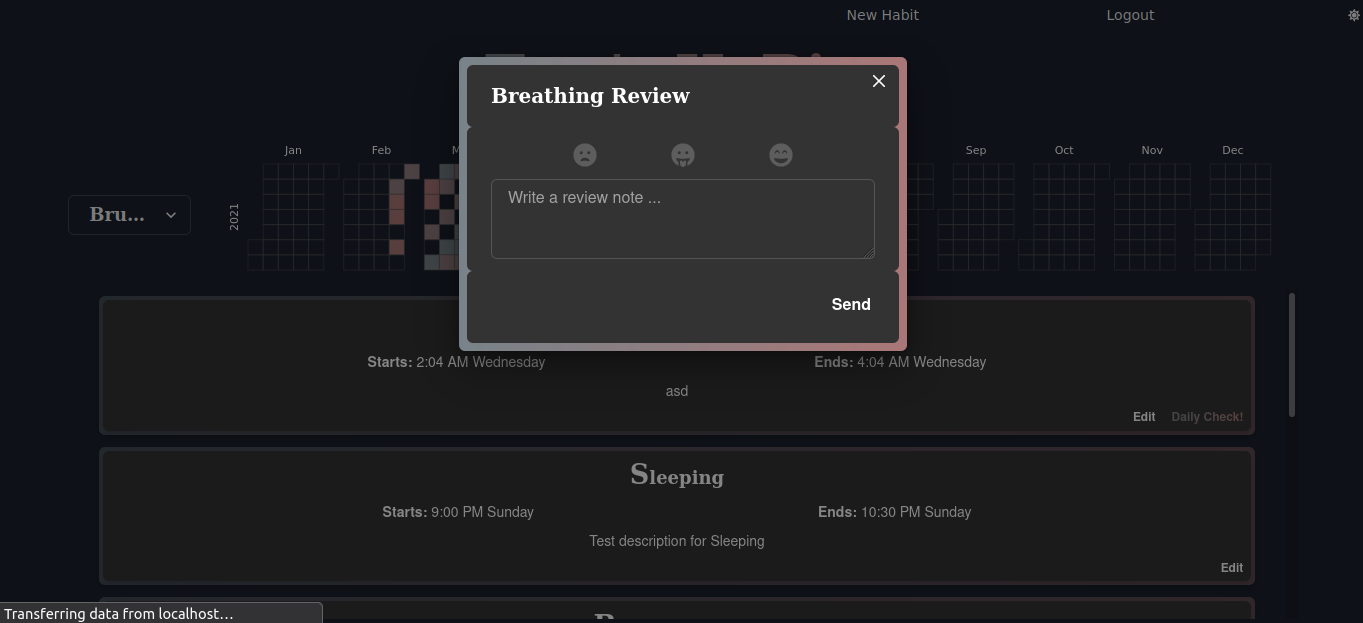 New Habit Logout
Breathing Review
Jan Feb M Sep Oct Nov Dec
Write a review note ...
Bru...
2021
Send
Starts: 2:04 AM Wednesday Ends: 4:04 AM Wednesday
asd
Edit Daily Check!
Sleeping
Starts: 9:00 PM Sunday Ends: 10:30 PM Sunday
Test description for Sleeping
Edit
Transferring data from localhost…